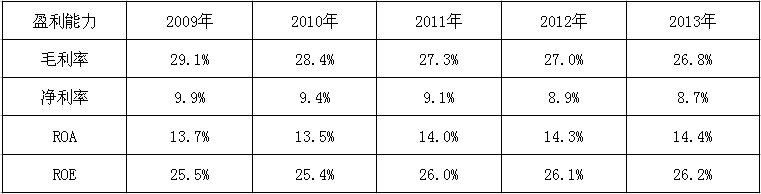 盈利能力 2009年 2010年 2011年 2012年 2013年
毛利率 29.1% 28.4% 27.3% 27.0% 26.8%
净利率 9.9% 9.4% 9.1% 8.9% 8.7%
ROA 13.7% 13.5% 14.0% 14.3% 14.4%
ROE 25.5% 25.4% 26.0% 26.1% 26.2%